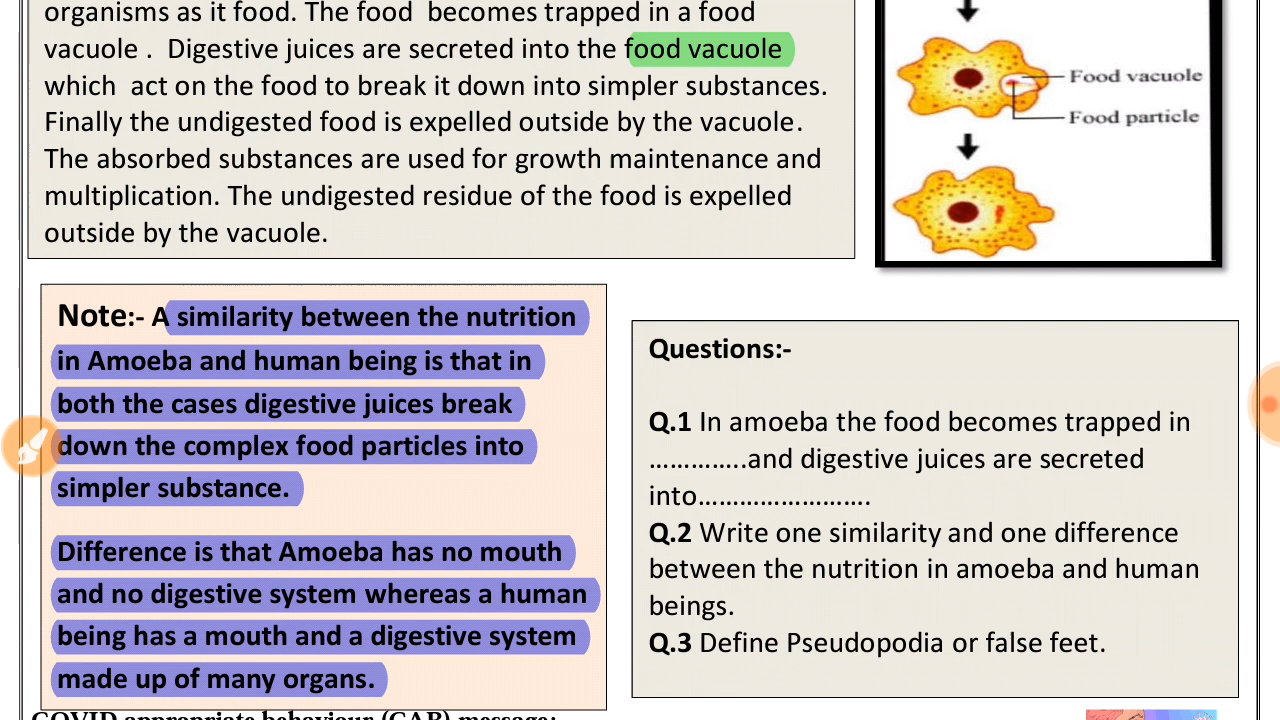 organisms as it food. The food becomes trapped in a food
vacuole . Digestive juices are secreted into the food vacuole
which act on the food to break it down into simpler substances.
Finally the undigested food is expelled outside by the vacuole.
The absorbed substances are used for growth maintenance and
multiplication. The undigested residue of the food is expelled
outside by the vacuole.
Food vacuole
Food particle
Note:- A similarity between the nutrition
in Amoeba and human being is that in
both the cases digestive juices break
down the complex food particles into
simpler substance.
Difference is that Amoeba has no mouth
and no digestive system whereas a human
being has a mouth and a digestive system
made up of many organs.
Questions:-
Q.1 In amoeba the food becomes trapped in
…………..and digestive juices are secreted
into…………………….
Q.2 Write one similarity and one difference
between the nutrition in amoeba and human
beings.
Q.3 Define Pseudopodia or false feet.
COVID appropriate behaviour (CAB) message: